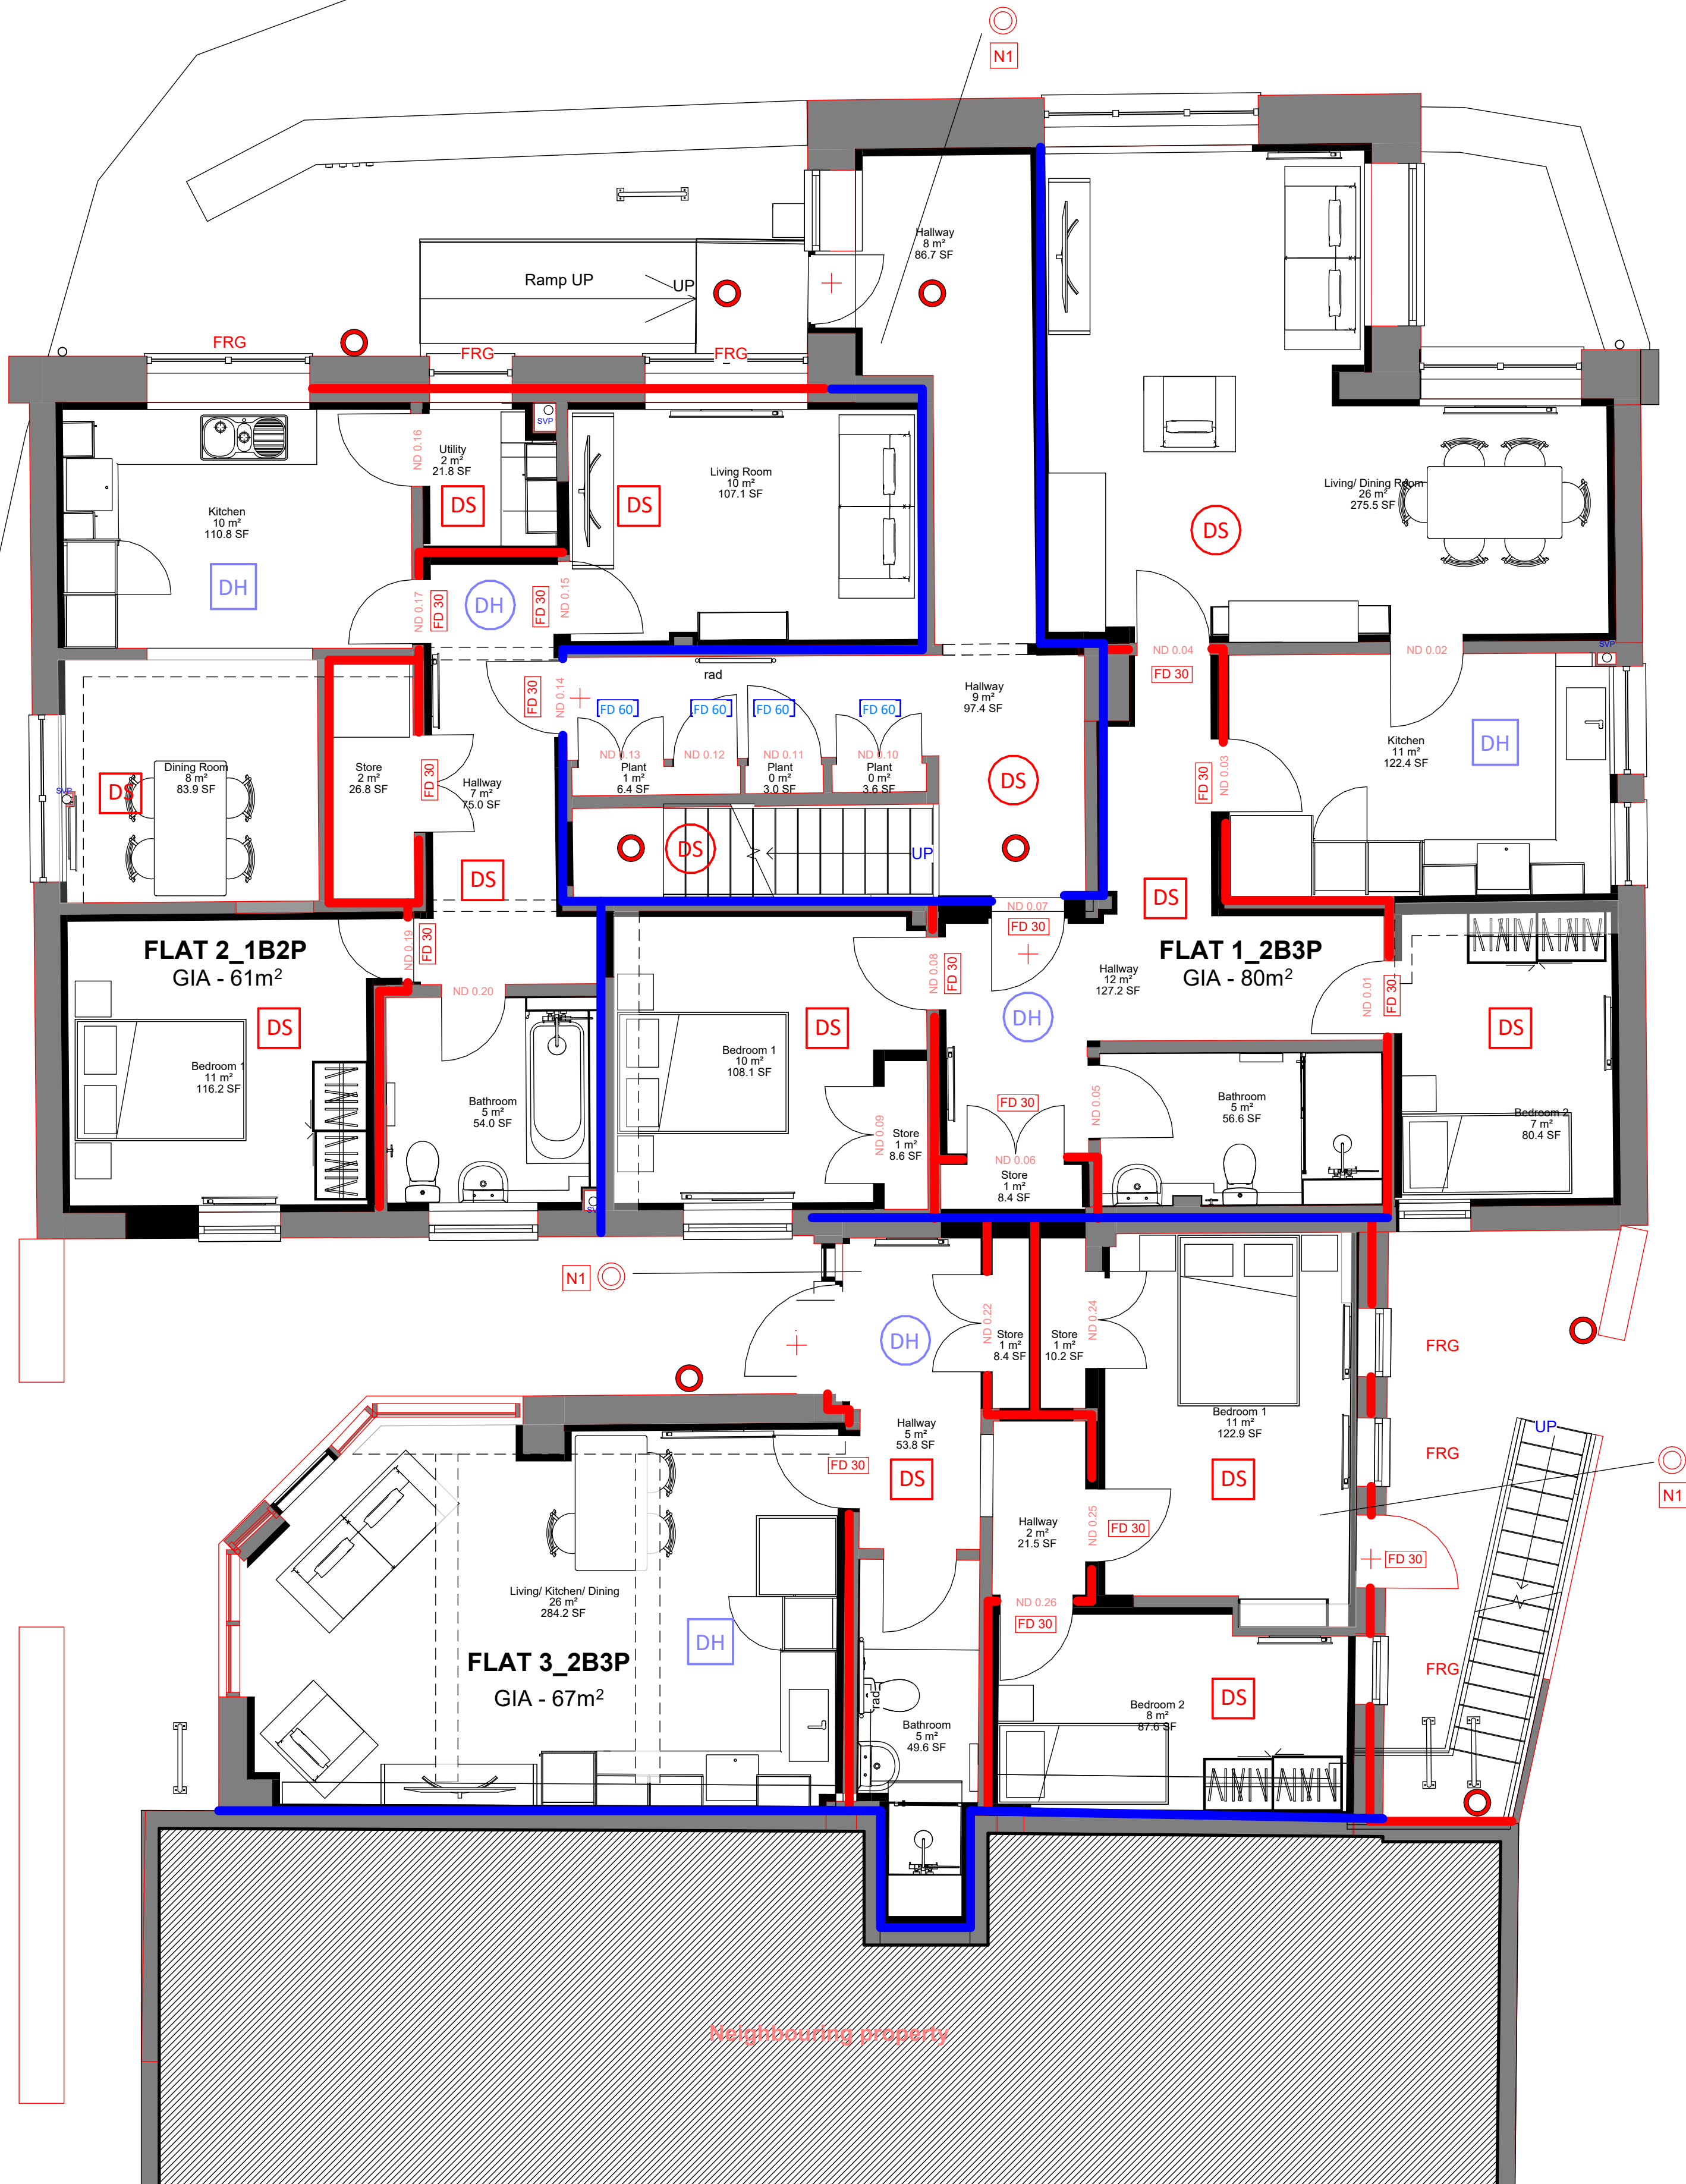 N1
Hallway
8 m²
86.7 SF
Ramp UP
UP
FRG
FRG
FRG
SVP
ND 0.16
Utility
2 m²
21.8 SF
DS
Living Room
10 m²
107.1 SF
DS
Kitchen
10 m²
110.8 SF
DH
Living/ Dining Room
26 m²
275.5 SF
DS
ND 0.17
FD 30
DH
FD 30
ND 0.15
ND 0.04
FD 30
ND 0.02
SVP
rad
FD 30
ND 0.14
FD 60
FD 60
FD 60
FD 60
Hallway
9 m²
97.4 SF
ND 0.13
ND 0.12
ND 0.11
ND 0.10
Plant
1 m²
6.4 SF
Plant
0 m²
3.0 SF
Plant
0 m²
3.6 SF
DS
Kitchen
11 m²
122.4 SF
DH
FD 30
ND 0.03
Dining Room
8 m²
83.9 SF
DS
SVP
Store
2 m²
26.8 SF
FD 30
Hallway
7 m²
75.0 SF
DS
DS
UP
DS
ND 0.07
FD 30
FLAT 2_1B2P
GIA - 61m²
ND 0.19
FD 30
ND 0.20
ND 0.08
FD 30
FLAT 1_2B3P
GIA - 80m²
Hallway
12 m²
127.2 SF
DH
ND 0.01
FD 30
DS
DS
DS
Bedroom 1
11 m²
116.2 SF
Bathroom
5 m²
54.0 SF
Bedroom 1
10 m²
108.1 SF
ND 0.09
Store
1 m²
8.6 SF
FD 30
ND 0.06
Store
1 m²
8.4 SF
ND 0.05
Bathroom
5 m²
56.6 SF
Bedroom 2
7 m²
80.4 SF
N1
DH
ND 0.22
Store
1 m²
8.4 SF
Store
1 m²
10.2 SF
ND 0.24
FRG
Bedroom 1
11 m²
122.9 SF
FRG
UP
N1
Hallway
5 m²
53.8 SF
FD 30
DS
DS
Hallway
2 m²
21.5 SF
ND 0.25
FD 30
FD 30
Living/ Kitchen/ Dining
26 m²
284.2 SF
DH
FLAT 3_2B3P
GIA - 67m²
ND 0.26
FD 30
FRG
rad
Bathroom
5 m²
49.6 SF
Bedroom 2
8 m²
87.6 SF
DS
Neighbouring property